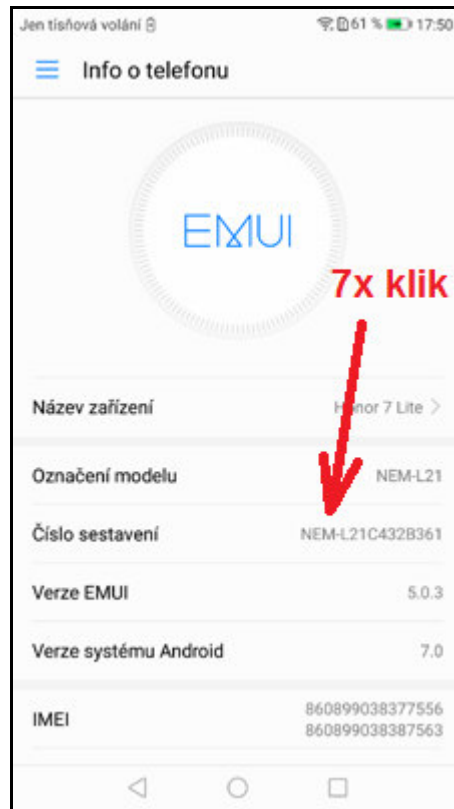 Jen tísňová volání 61 % 17:50
Info o telefonu
EMUI
7x klik
Název zařízení Honor 7 Lite
Označení modelu NEM-L21
Číslo sestavení NEM-L21C432B361
Verze EMUI 5.0.3
Verze systému Android 7.0
IMEI 860899038377556
860899038387563